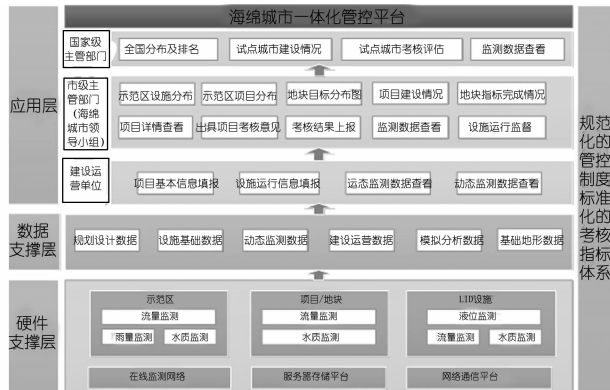 海绵城市一体化管控平台
应用层
国家级
主管部门
全国分布及排名
试点城市建设情况
试点城市考核评估
监测数据查看
市级主
管部门
(海绵
城市领
导小组)
示范区设施分布
示范区项目分布
地块目标分布图
项目建设情况
地块指标完成情况
项目详情查看
出具项目考核意见
考核结果上报
监测数据查看
设施运行监督
建设运
营单位
项目基本信息填报
设施运行信息填报
运态监测数据查看
动态监测数据查看
数据
支撑层
规划设计数据
设施基础数据
动态监测数据
建设运营数据
模拟分析数据
基础地形数据
硬件
支撑层
示范区
流量监测
雨量监测
水质监测
项目/地块
流量监测
水质监测
LID设施
液位监测
流量监测
水质监测
在线监测网络
服务器存储平台
网络通信平台
规范
化的
管控
制度
标准
化的
考核
指标
体系